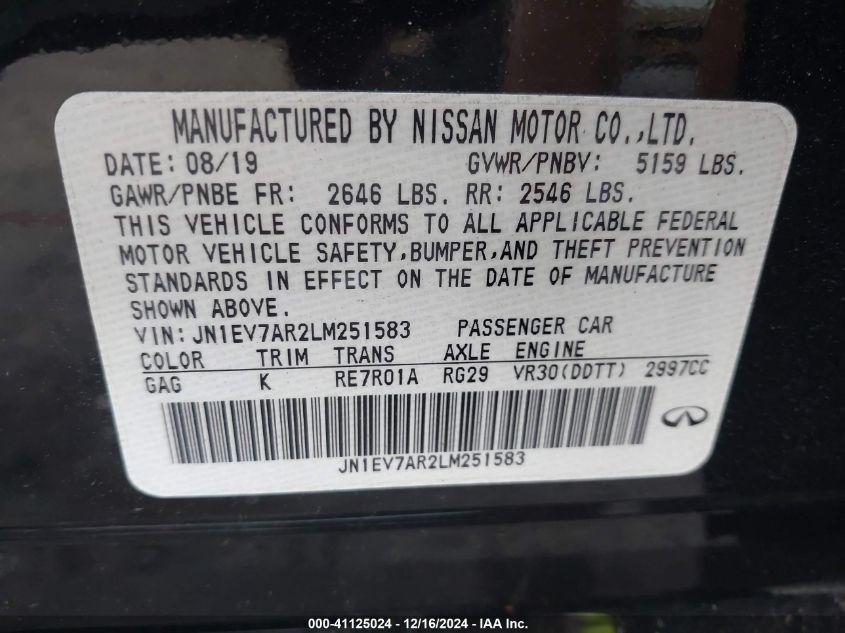 MANUFACTURED BY NISSAN MOTOR CO.,LTD.
DATE: 08/19 GVWR/PNBV: 5159 LBS.
GAWR/PNBE FR: 2646 LBS. RR: 2546 LBS.
THIS VEHICLE CONFORMS TO ALL APPLICABLE FEDERAL
MOTOR VEHICLE SAFETY,BUMPER,AND THEFT PREVENTION
STANDARDS IN EFFECT ON THE DATE OF MANUFACTURE
SHOWN ABOVE.
VIN:JN1EV7AR2LM251583 PASSENGER CAR
COLOR TRIM TRANS AXLE ENGINE
GAG K RE7R01A RG29 VR30(DDTT) 2997CC
JN1EV7AR2LM251583
000-41125024 - 12/16/2024 - IAAI.com